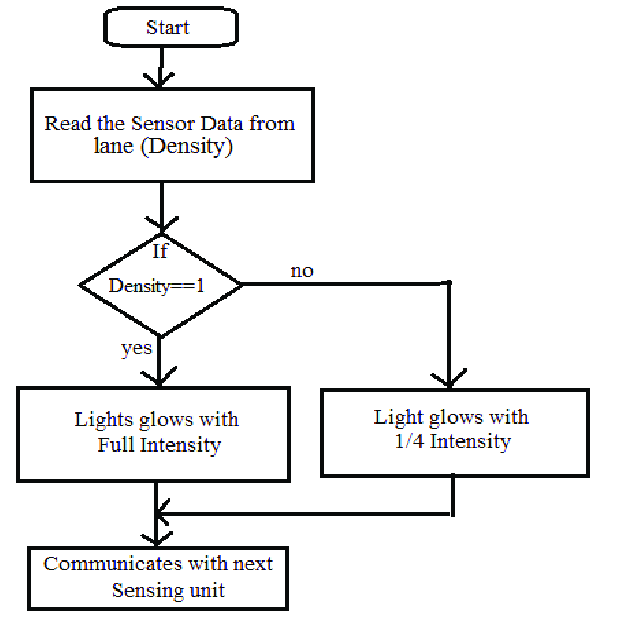 Start
Read the Sensor Data from
lane (Density)
If
Density==1
no
yes
Lights glows with
Full Intensity
Light glows with
1/4 Intensity
Communicates with next
Sensing unit